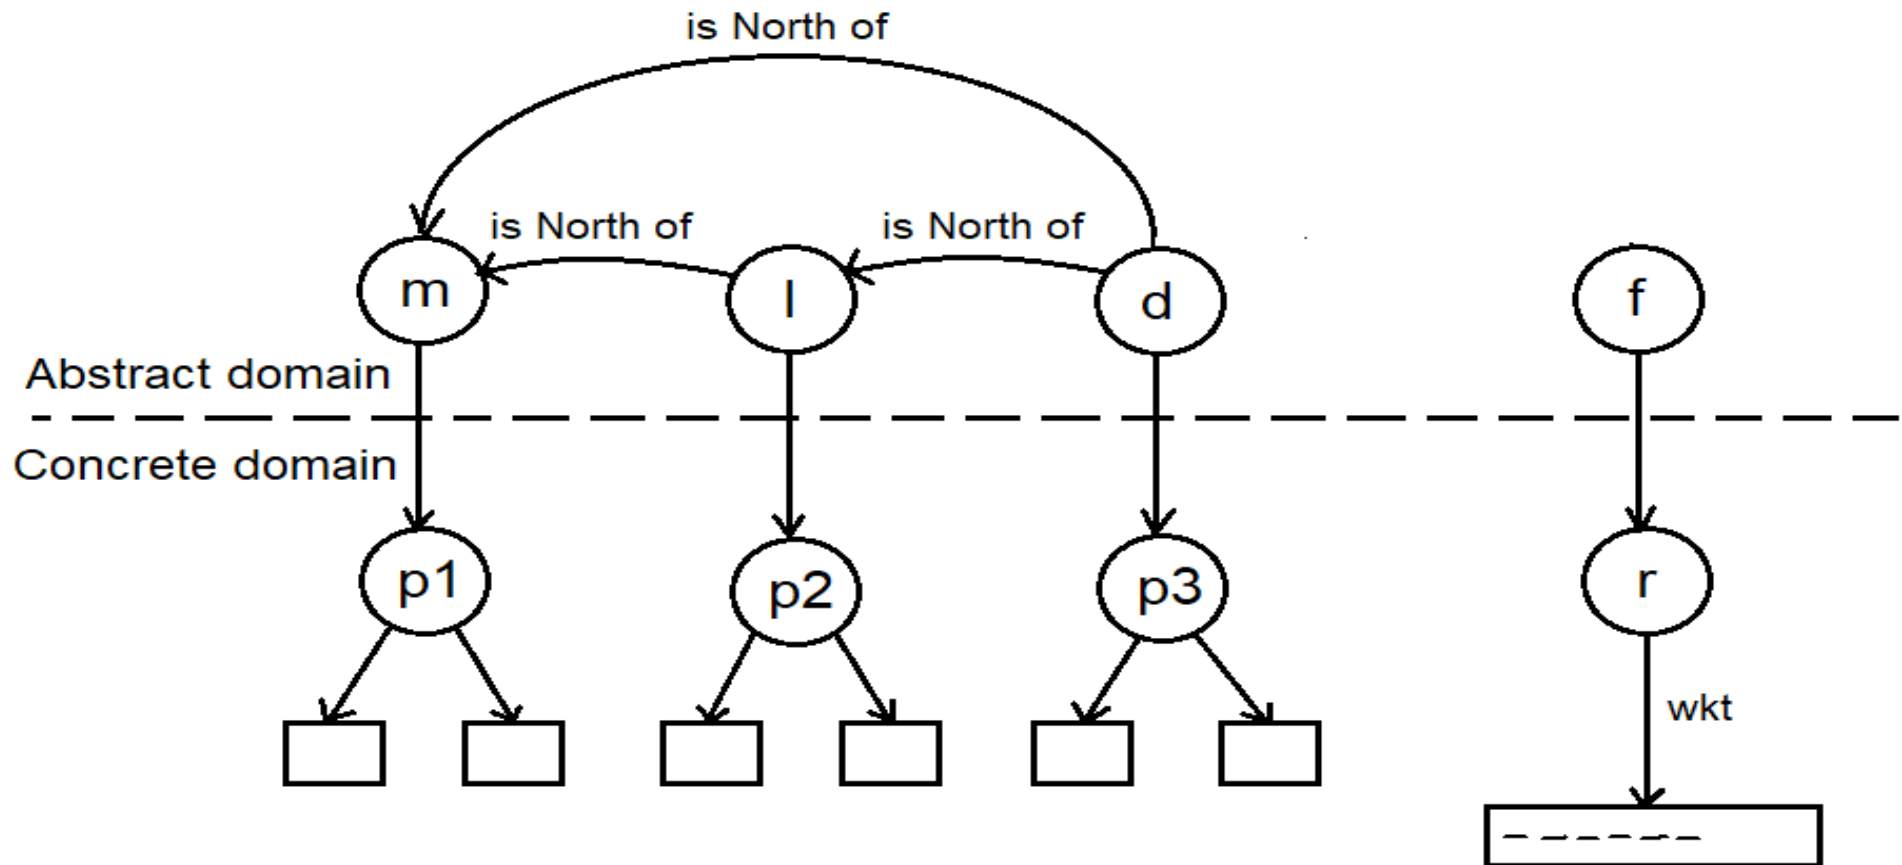 is North of
is North of
is North of
m
l
d
f
Abstract domain
Concrete domain
p1
p2
p3
r
wkt